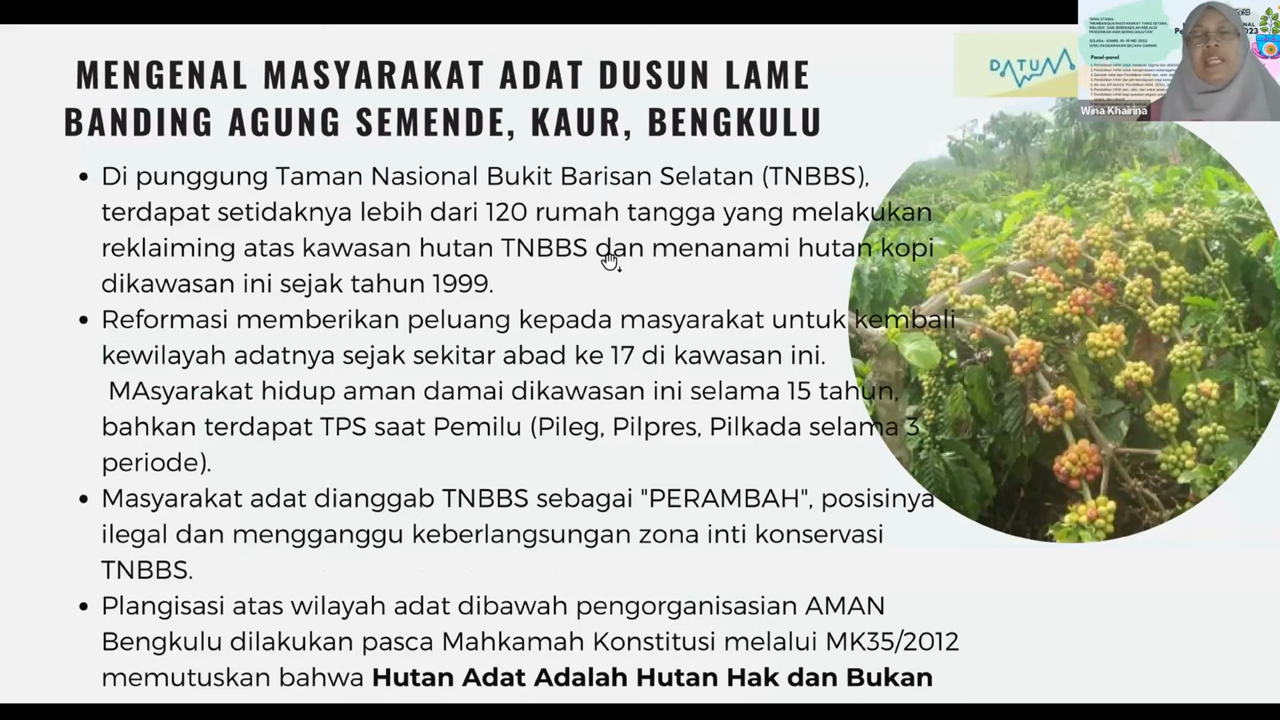 MENGENAL MASYARAKAT ADAT DUSUN LAME
BANDING AGUNG SEMENDE, KAUR, BENGKULU
DATUM
Wina Khairina
• Di punggung Taman Nasional Bukit Barisan Selatan (TNBBS),
terdapat setidaknya lebih dari 120 rumah tangga yang melakukan
reklaiming atas kawasan hutan TNBBS dan menanami hutan kopi
dikawasan ini sejak tahun 1999.
• Reformasi memberikan peluang kepada masyarakat untuk kembali
kewilayah adatnya sejak sekitar abad ke 17 di kawasan ini.
MAsyarakat hidup aman damai dikawasan ini selama 15 tahun,
bahkan terdapat TPS saat Pemilu (Pileg, Pilpres, Pilkada selama 3
periode).
• Masyarakat adat dianggab TNBBS sebagai "PERAMBAH", posisinya
ilegal dan mengganggu keberlangsungan zona inti konservasi
TNBBS.
• Plangisasi atas wilayah adat dibawah pengorganisasian AMAN
Bengkulu dilakukan pasca Mahkamah Konstitusi melalui MK35/2012
memutuskan bahwa Hutan Adat Adalah Hutan Hak dan Bukan